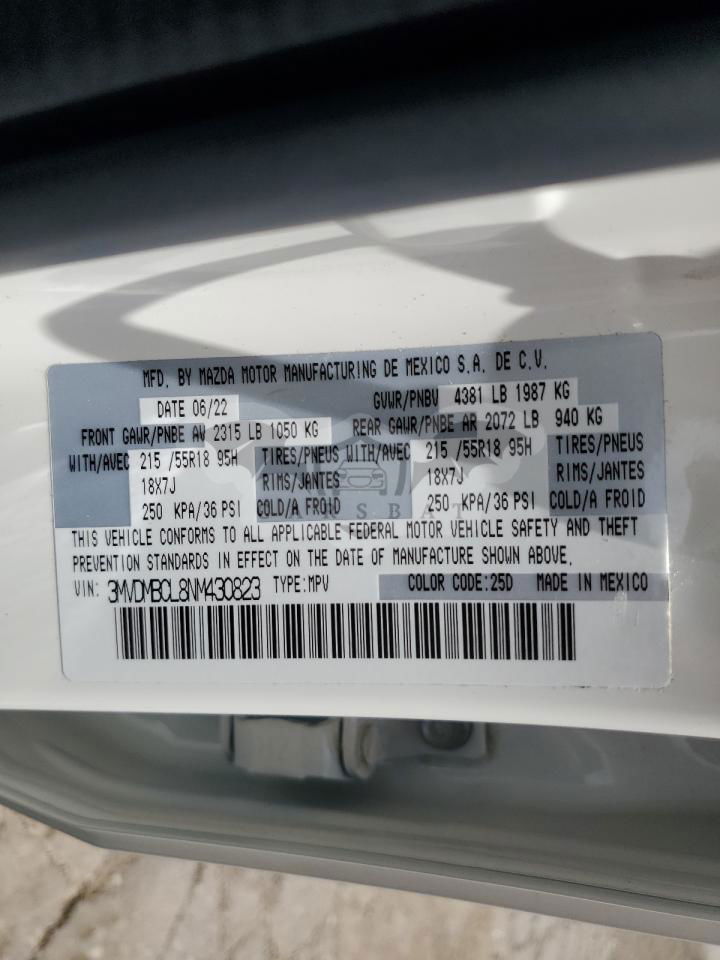 MFD. BY MAZDA MOTOR MANUFACTURING DE MEXICO S.A. DE C.V.
DATE 06/22 GVWR/PNBV 4381 LB 1987 KG
FRONT GAWR/PNBE AV 2315 LB 1050 KG REAR GAWR/PNBE AR 2072 LB 940 KG
WITH/AVEC 215 /55R18 95H TIRES/PNEUS WITH/AVEC 215 /55R18 95H TIRES/PNEUS
18X7J RIMS/JANTES 18X7J RIMS/JANTES
250 KPA/36 PSI COLD/A FROID 250 KPA/36 PSI COLD/A FROID
CARSBAT
THIS VEHICLE CONFORMS TO ALL APPLICABLE FEDERAL MOTOR VEHICLE SAFETY AND THEFT
PREVENTION STANDARDS IN EFFECT ON THE DATE OF MANUFACTURE SHOWN ABOVE.
VIN: 3MVDMBCL8NM430823 TYPE:MPV COLOR CODE:25D MADE IN MEXICO